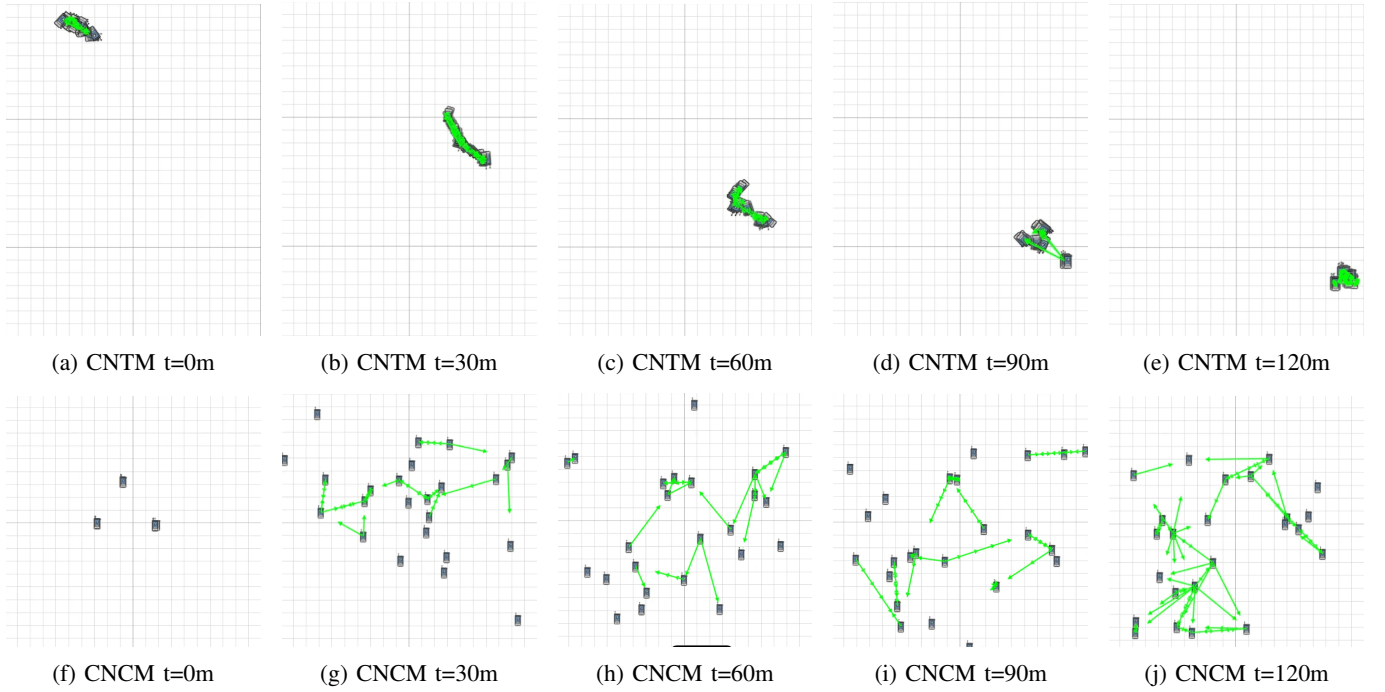 (a) CNTM t=0m
(b) CNTM t=30m
(c) CNTM t=60m
(d) CNTM t=90m
(e) CNTM t=120m
(f) CNCM t=0m
(g) CNCM t=30m
(h) CNCM t=60m
(i) CNCM t=90m
(j) CNCM t=120m